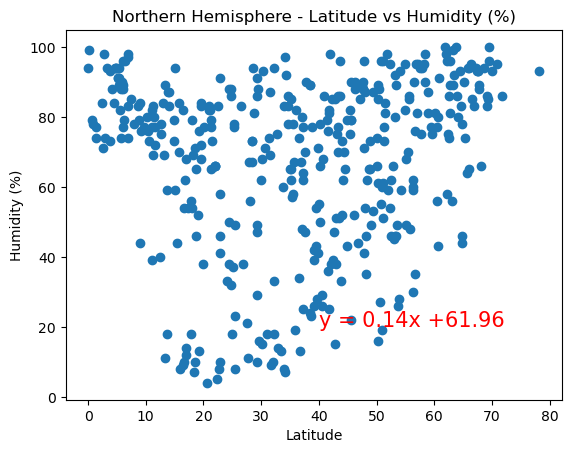 Northern Hemisphere - Latitude vs Humidity (%)
100
80
60
40
20
0
Humidity (%)
y = 0.14x +61.96
0 10 20 30 40 50 60 70 80
Latitude